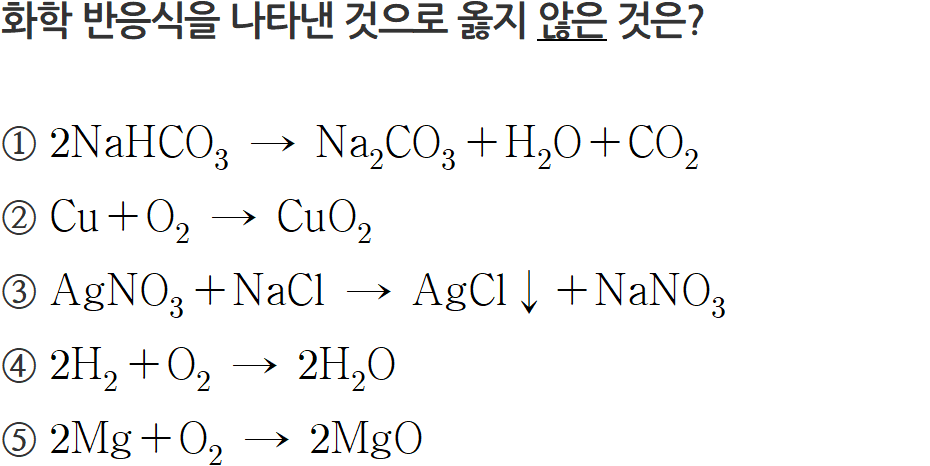 화학 반응식을 나타낸 것으로 옳지 않은 것은?
① 2NaHCO₃ → Na₂CO₃+H₂O+CO₂
② Cu+O₂ → CuO₂
③ AgNO₃+NaCl → AgCl↓+NaNO₃
④ 2H₂+O₂ → 2H₂O
⑤ 2Mg+O₂ → 2MgO